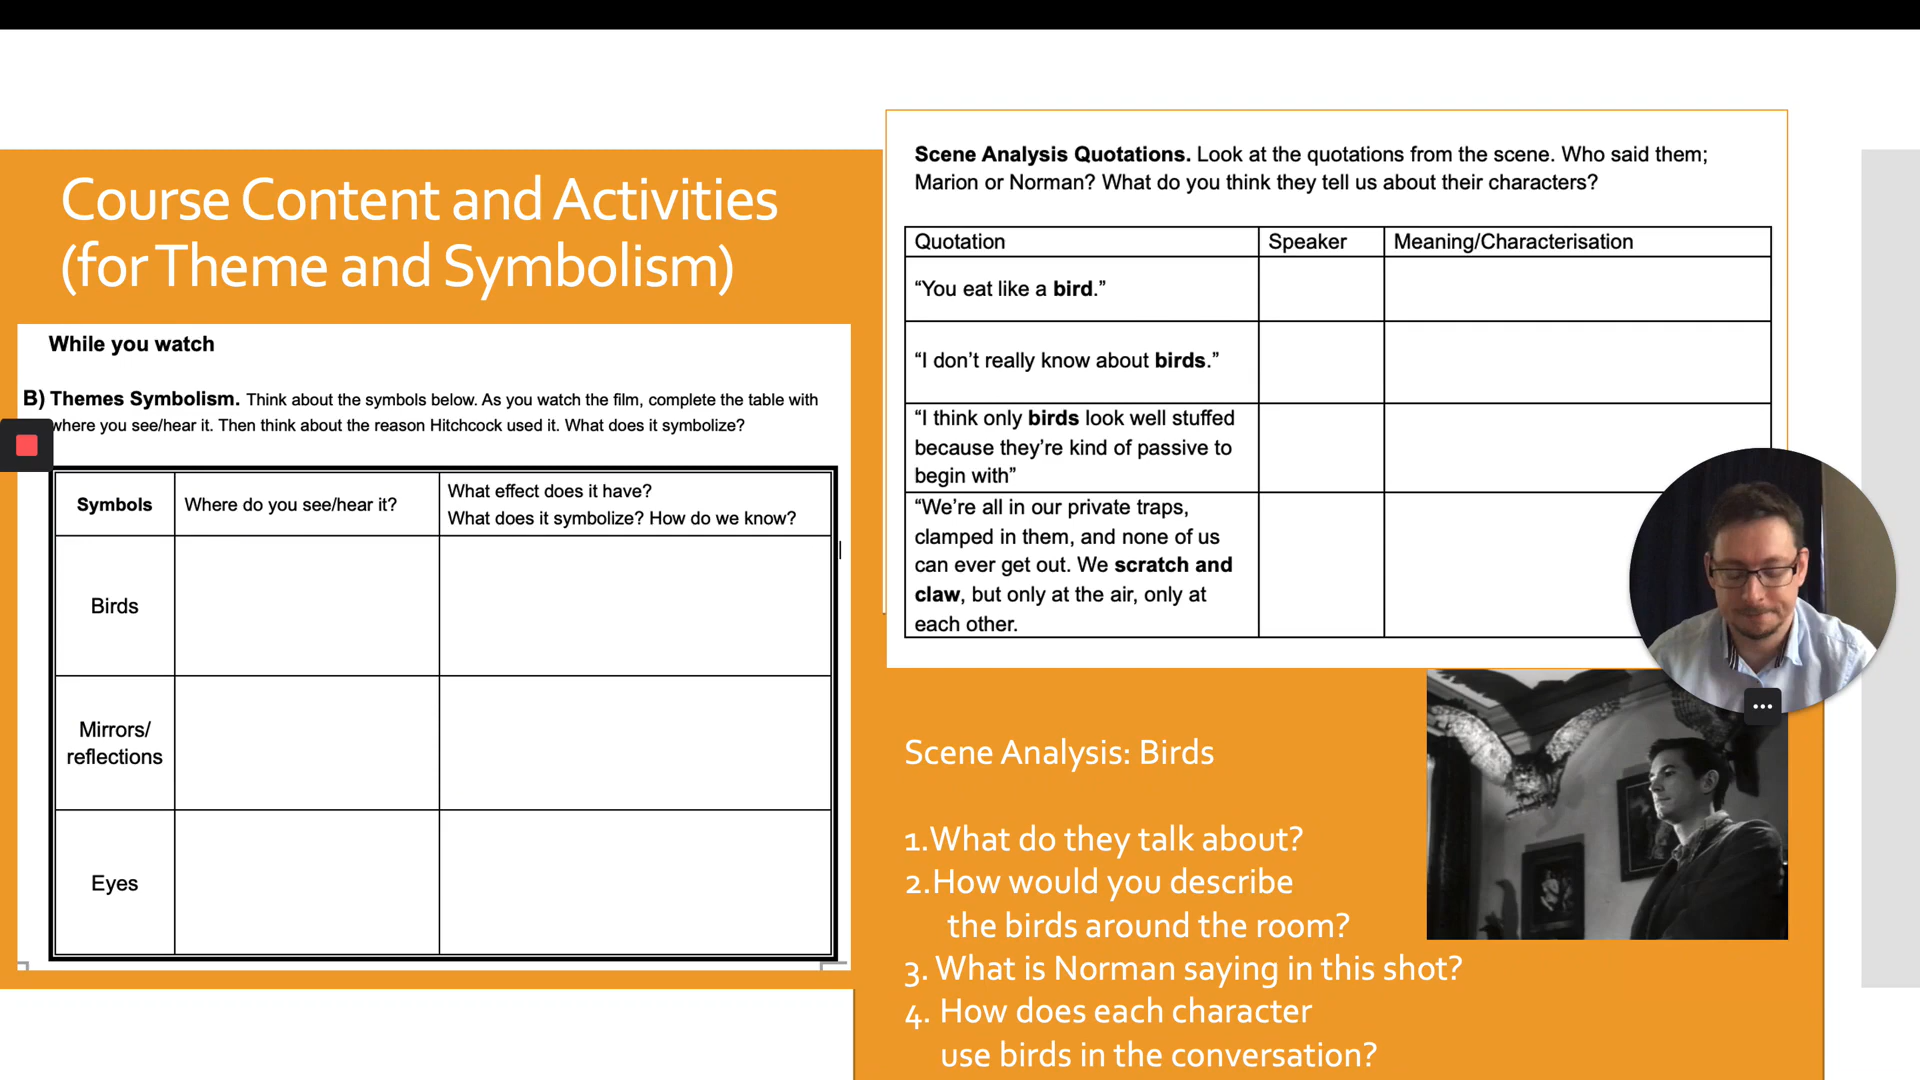 Course Content and Activities
(for Theme and Symbolism)
While you watch
B) Themes Symbolism. Think about the symbols below. As you watch the film, complete the table with
where you see/hear it. Then think about the reason Hitchcock used it. What does it symbolize?
Symbols
Where do you see/hear it?
What effect does it have?
What does it symbolize? How do we know?
Birds
Mirrors/
reflections
Eyes
Scene Analysis Quotations. Look at the quotations from the scene. Who said them;
Marion or Norman? What do you think they tell us about their characters?
Quotation
Speaker
Meaning/Characterisation
“You eat like a bird.”
“I don’t really know about birds.”
“I think only birds look well stuffed
because they’re kind of passive to
begin with”
“We’re all in our private traps,
clamped in them, and none of us
can ever get out. We scratch and
claw, but only at the air, only at
each other.
Scene Analysis: Birds
1.What do they talk about?
2.How would you describe
the birds around the room?
3. What is Norman saying in this shot?
4. How does each character
use birds in the conversation?